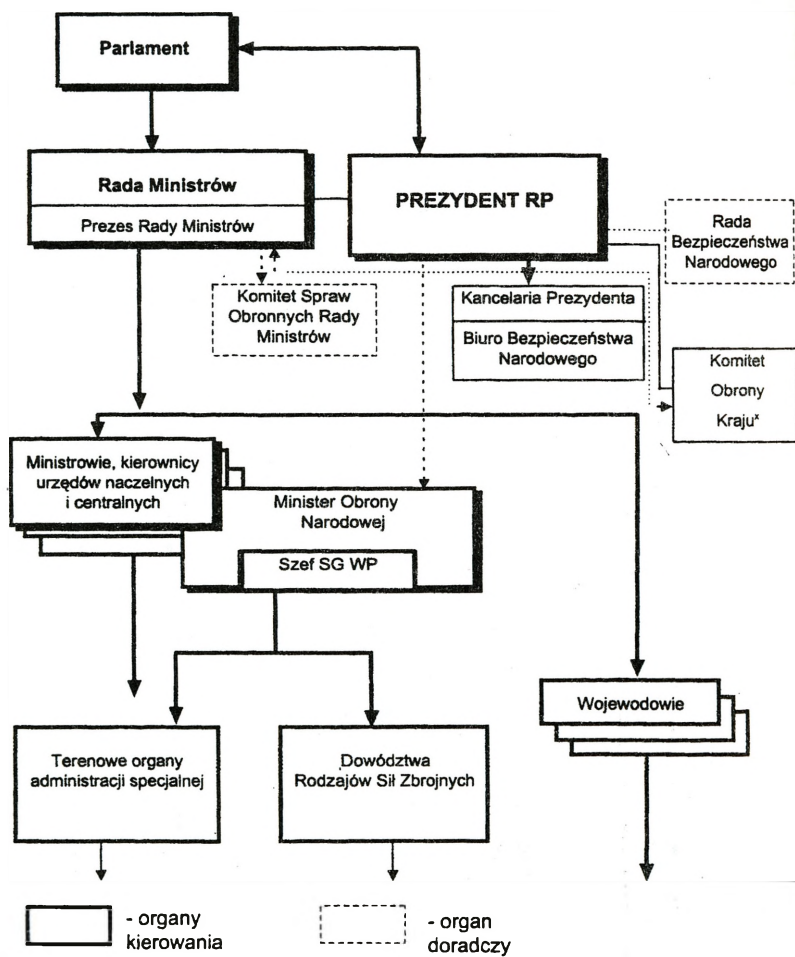 Parlament
Rada Ministrów
Prezes Rady Ministrów
PREZYDENT RP
Rada
Bezpieczeństwa
Narodowego
Komitet Spraw
Obronnych Rady
Ministrów
Kancelaria Prezydenta
Biuro Bezpieczeństwa
Narodowego
Komitet
Obrony
Krajuˣ
Ministrowie, kierownicy
urzędów naczelnych
i centralnych
Minister Obrony
Narodowej
Szef SG WP
Wojewodowie
Terenowe organy
administracji specjalnej
Dowództwa
Rodzajów Sił Zbrojnych
- organy
kierowania
- organ
doradczy